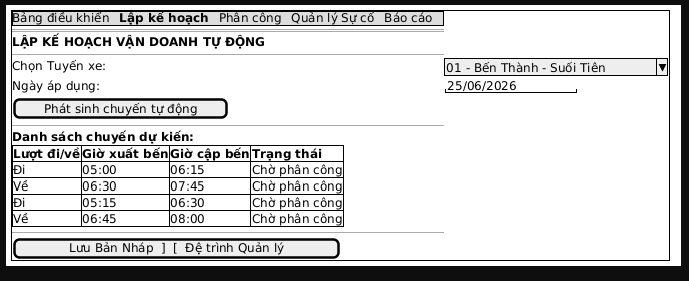 Bảng điều khiển Lập kế hoạch Phân công Quản lý Sự cố Báo cáo
LẬP KẾ HOẠCH VẬN DOANH TỰ ĐỘNG
Chọn Tuyến xe: 01 - Bến Thành - Suối Tiên ▼
Ngày áp dụng: 25/06/2026
Phát sinh chuyến tự động
Danh sách chuyến dự kiến:
Lượt đi/về Giờ xuất bến Giờ cập bến Trạng thái
Đi 05:00 06:15 Chờ phân công
Về 06:30 07:45 Chờ phân công
Đi 05:15 06:30 Chờ phân công
Về 06:45 08:00 Chờ phân công
Lưu Bản Nháp ] [ Đệ trình Quản lý